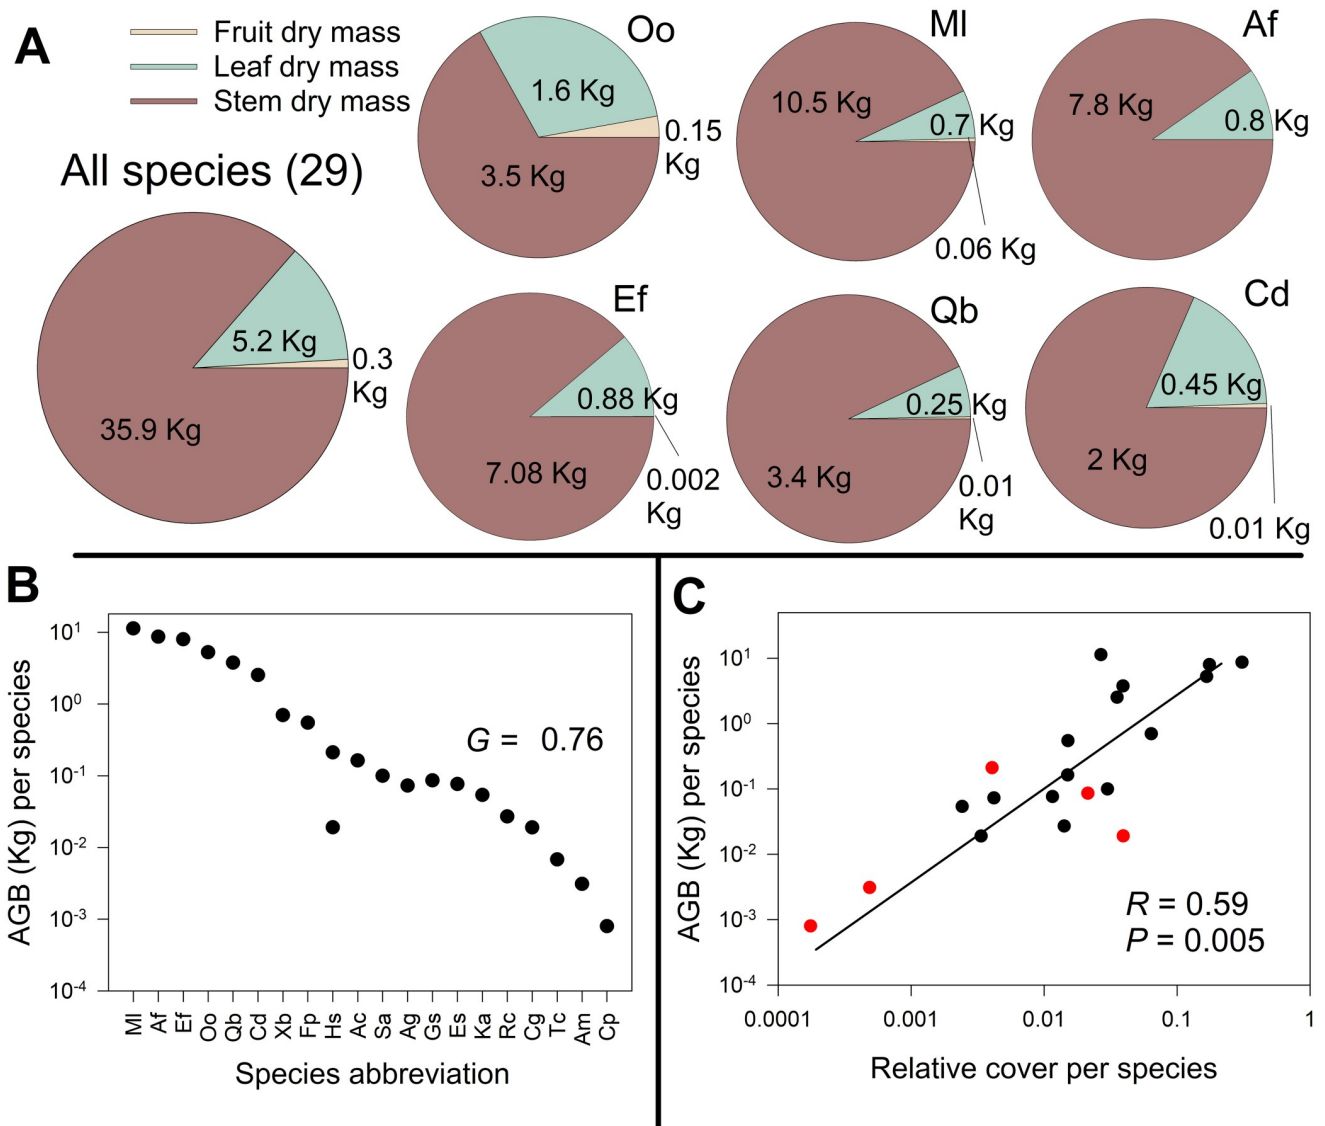 A
Fruit dry mass
Leaf dry mass
Stem dry mass
All species (29)
5.2 Kg
0.3
Kg
35.9 Kg
Oo
1.6 Kg
0.15
Kg
3.5 Kg
Ml
10.5 Kg
0.7 Kg
0.06 Kg
Af
7.8 Kg
0.8 Kg
Ef
0.88 Kg
7.08 Kg
0.002
Kg
Qb
0.25 Kg
3.4 Kg
0.01
Kg
Cd
0.45 Kg
2 Kg
0.01 Kg
B
AGB (Kg) per species
10¹
10⁰
10⁻¹
10⁻²
10⁻³
10⁻⁴
G = 0.76
Ml
Af
Ef
Oo
Qb
Cd
Xb
Fp
Hs
Ac
Sa
Ag
Gs
Es
Ka
Rc
Cg
Tc
Am
Cp
Species abbreviation
C
AGB (Kg) per species
10¹
10⁰
10⁻¹
10⁻²
10⁻³
10⁻⁴
R = 0.59
P = 0.005
0.0001
0.001
0.01
0.1
1
Relative cover per species